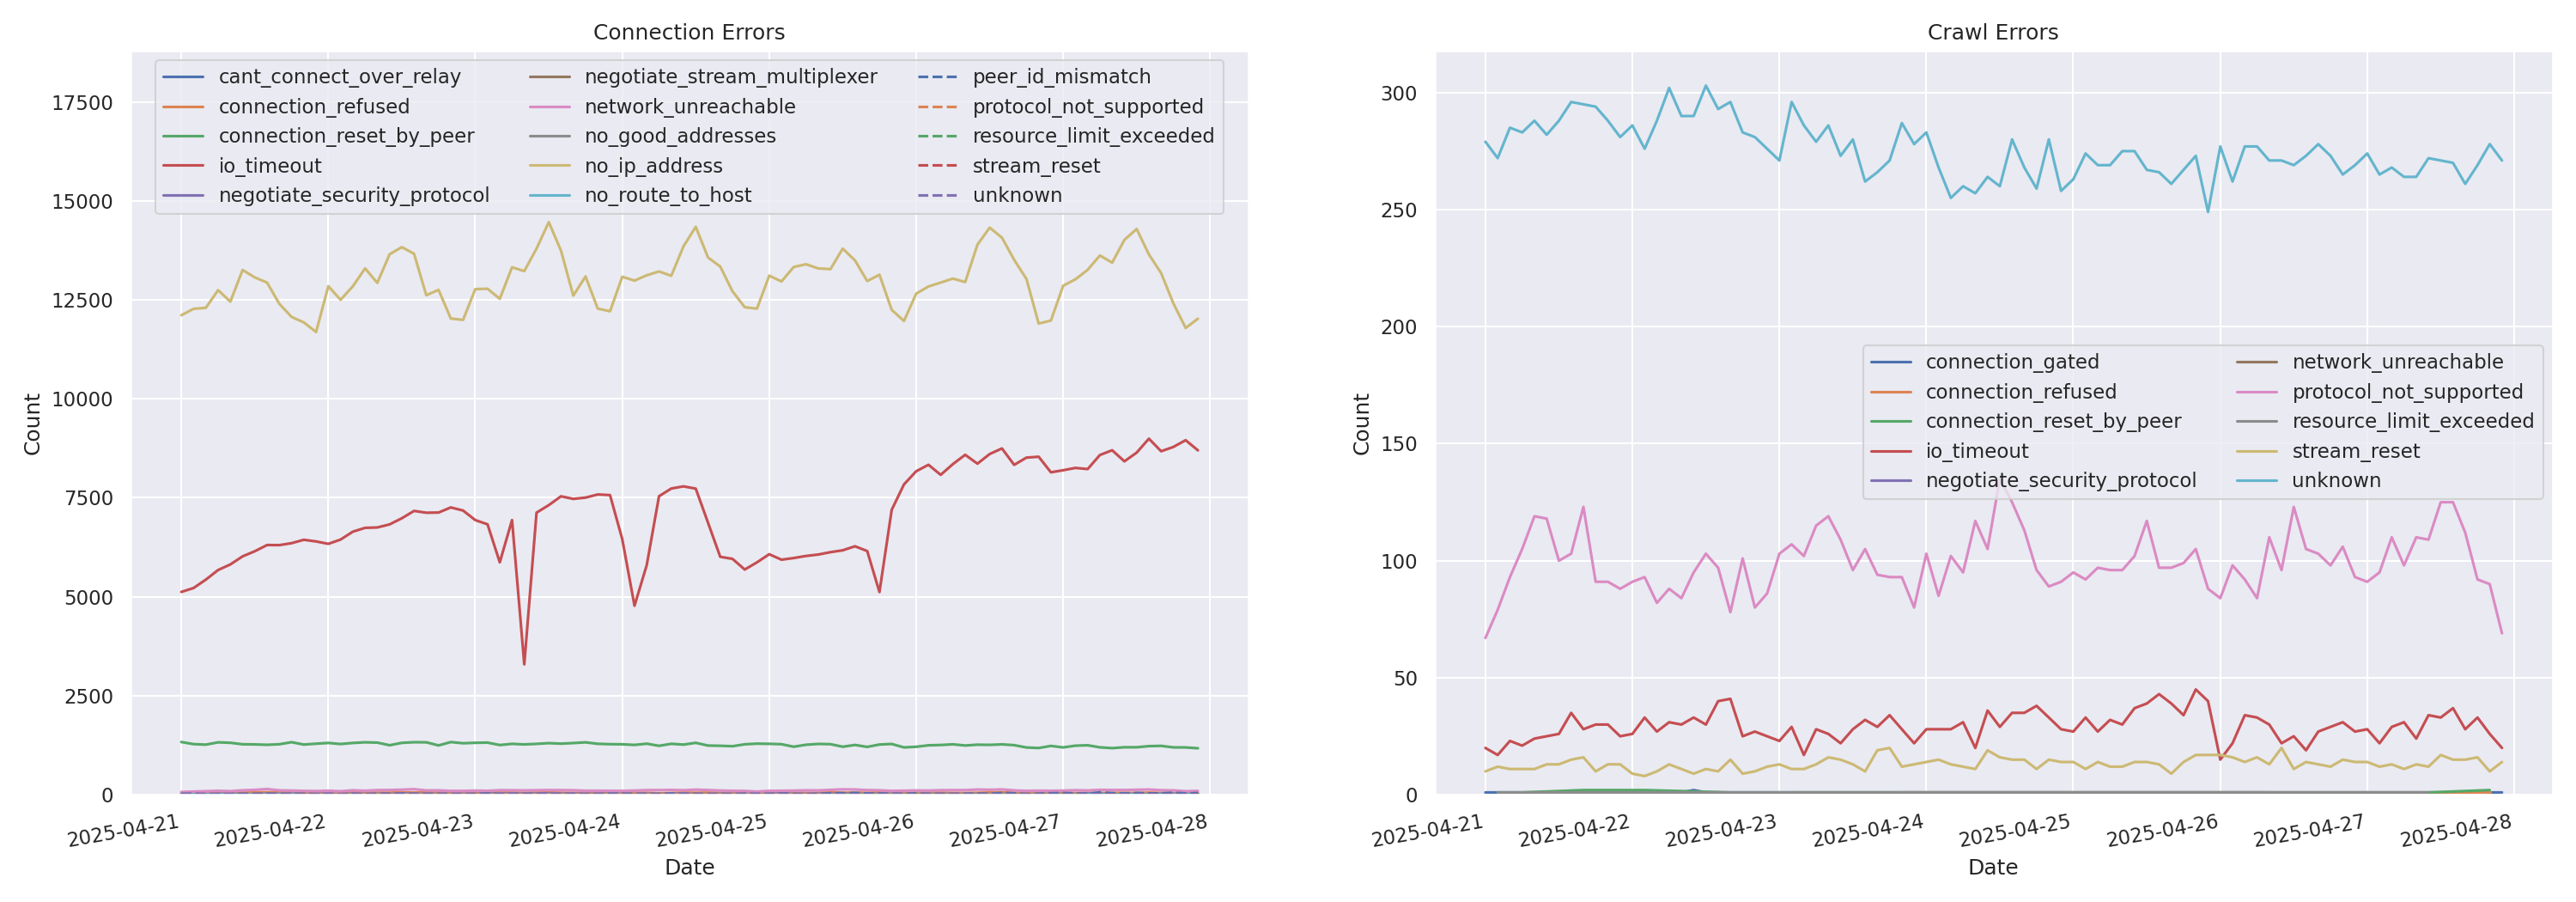 Connection Errors
17500
15000
12500
10000
7500
5000
2500
0
Count
cant_connect_over_relay
connection_refused
connection_reset_by_peer
io_timeout
negotiate_security_protocol
negotiate_stream_multiplexer
network_unreachable
no_good_addresses
no_ip_address
no_route_to_host
peer_id_mismatch
protocol_not_supported
resource_limit_exceeded
stream_reset
unknown
2025-04-21
2025-04-22
2025-04-23
2025-04-24
2025-04-25
2025-04-26
2025-04-27
2025-04-28
Date
Crawl Errors
300
250
200
150
100
50
0
Count
connection_gated
connection_refused
connection_reset_by_peer
io_timeout
negotiate_security_protocol
network_unreachable
protocol_not_supported
resource_limit_exceeded
stream_reset
unknown
2025-04-21
2025-04-22
2025-04-23
2025-04-24
2025-04-25
2025-04-26
2025-04-27
2025-04-28
Date